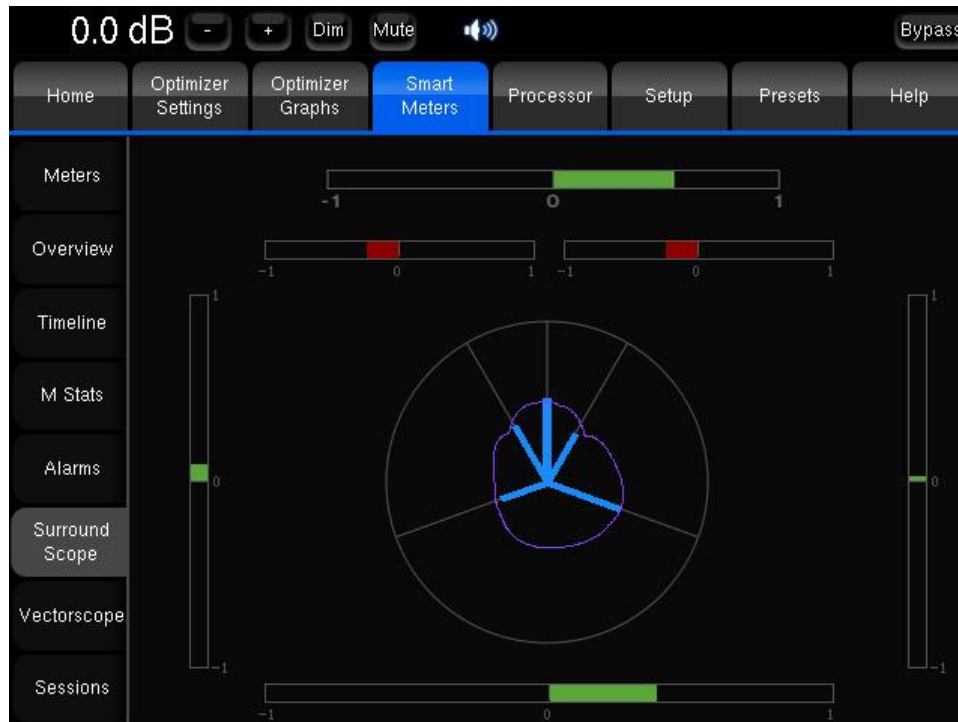 0.0 dB - + Dim Mute Bypass
Home Optimizer Settings Optimizer Graphs Smart Meters Processor Setup Presets Help
Meters
-1 0 1
Overview
-1 0 1 -1 0 1
1 1
Timeline
M Stats
Alarms
0 0
Surround
Scope
Vectorscope
-1 -1
Sessions
-1 0 1